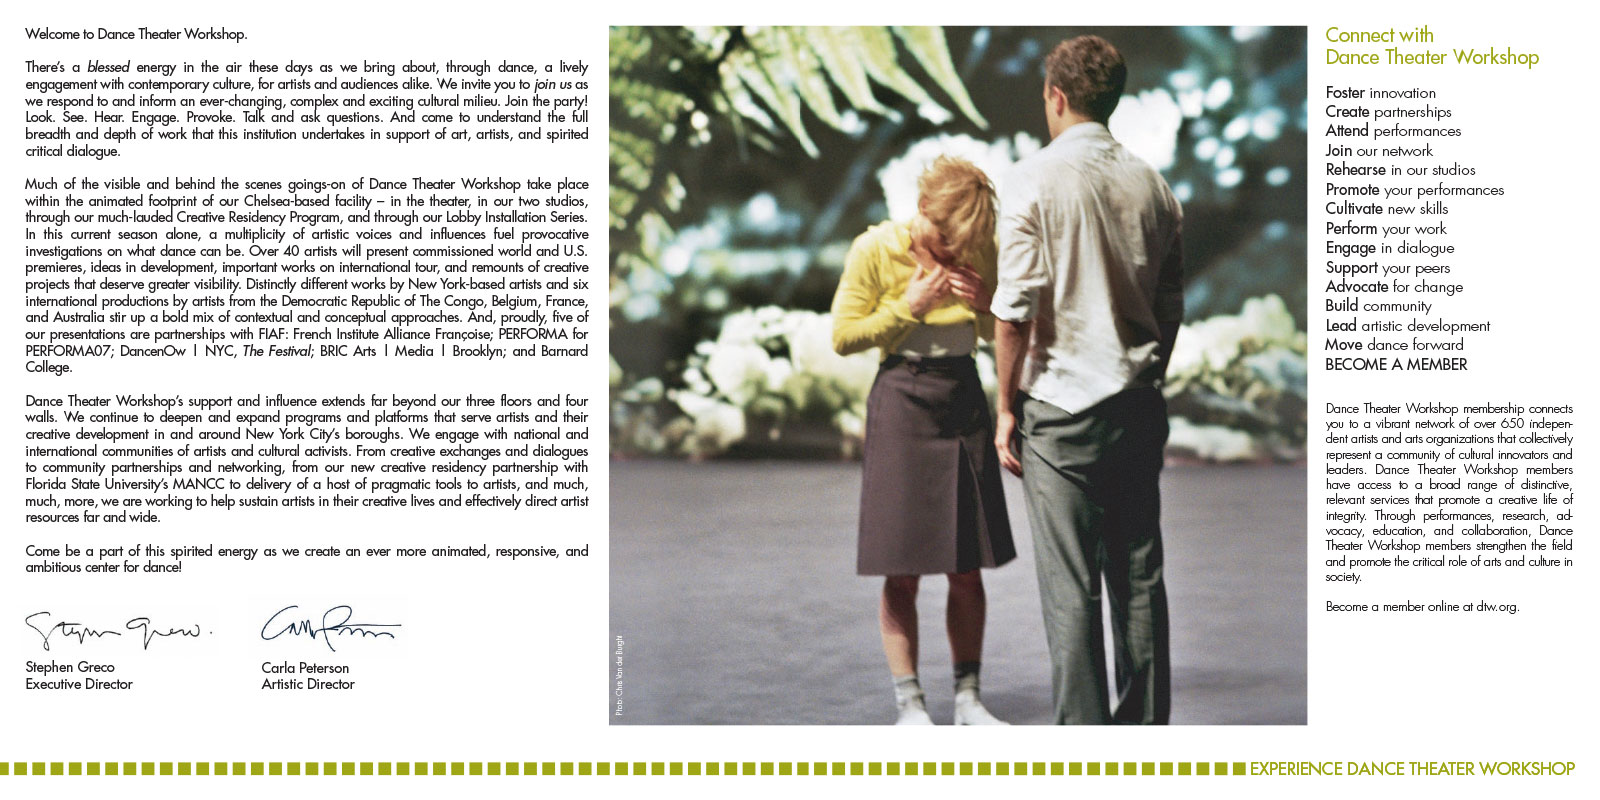 Welcome to Dance Theater Workshop.
There's a blessed energy in the air these days as we bring about, through dance, a lively
engagement with contemporary culture, for artists and audiences alike. We invite you to join us as
we respond to and inform an ever-changing, complex and exciting cultural milieu. Join the party!
Look. See. Hear. Engage. Provoke. Talk and ask questions. And come to understand the full
breadth and depth of work that this institution undertakes in support of art, artists, and spirited
critical dialogue.
Much of the visible and behind the scenes goings-on of Dance Theater Workshop take place
within the animated footprint of our Chelsea-based facility – in the theater, in our two studios,
through our much-lauded Creative Residency Program, and through our Lobby Installation Series.
In this current season alone, a multiplicity of artistic voices and influences fuel provocative
investigations on what dance can be. Over 40 artists will present commissioned world and U.S.
premieres, ideas in development, important works on international tour, and remounts of creative
projects that deserve greater visibility. Distinctly different works by New York-based artists and six
international productions by artists from the Democratic Republic of The Congo, Belgium, France,
and Australia stir up a bold mix of contextual and conceptual approaches. And, proudly, five of
our presentations are partnerships with FIAF: French Institute Alliance Françoise; PERFORMA for
PERFORMA07; DancenOw | NYC, The Festival; BRIC Arts | Media | Brooklyn; and Barnard
College.
Dance Theater Workshop's support and influence extends far beyond our three floors and four
walls. We continue to deepen and expand programs and platforms that serve artists and their
creative development in and around New York City's boroughs. We engage with national and
international communities of artists and cultural activists. From creative exchanges and dialogues
to community partnerships and networking, from our new creative residency partnership with
Florida State University's MANCC to delivery of a host of pragmatic tools to artists, and much,
much, more, we are working to help sustain artists in their creative lives and effectively direct artist
resources far and wide.
Come be a part of this spirited energy as we create an ever more animated, responsive, and
ambitious center for dance!
Stephen Greco
Executive Director
Carla Peterson
Artistic Director
Photo: Chris Van der Burght
Connect with
Dance Theater Workshop
Foster innovation
Create partnerships
Attend performances
Join our network
Rehearse in our studios
Promote your performances
Cultivate new skills
Perform your work
Engage in dialogue
Support your peers
Advocate for change
Build community
Lead artistic development
Move dance forward
BECOME A MEMBER
Dance Theater Workshop membership connects
you to a vibrant network of over 650 indepen-
dent artists and arts organizations that collectively
represent a community of cultural innovators and
leaders. Dance Theater Workshop members
have access to a broad range of distinctive,
relevant services that promote a creative life of
integrity. Through performances, research, ad-
vocacy, education, and collaboration, Dance
Theater Workshop members strengthen the field
and promote the critical role of arts and culture in
society.
Become a member online at dtw.org.
EXPERIENCE DANCE THEATER WORKSHOP